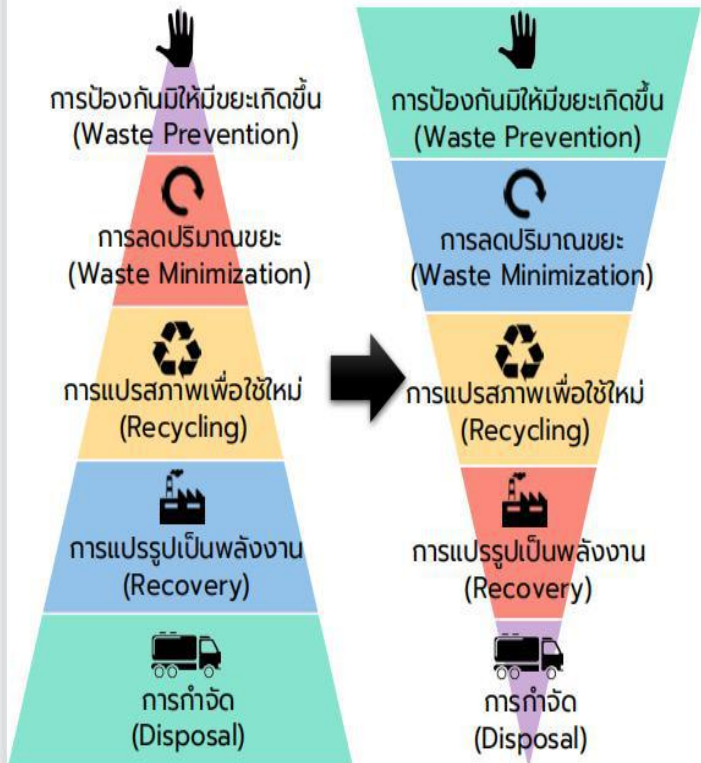 การป้องกันมิให้มีขยะเกิดขึ้น
(Waste Prevention)
การลดปริมาณขยะ
(Waste Minimization)
การแปรสภาพเพื่อใช้ใหม่
(Recycling)
การแปรรูปเป็นพลังงาน
(Recovery)
การกำจัด
(Disposal)
การป้องกันมิให้มีขยะเกิดขึ้น
(Waste Prevention)
การลดปริมาณขยะ
(Waste Minimization)
การแปรสภาพเพื่อใช้ใหม่
(Recycling)
การแปรรูปเป็นพลังงาน
(Recovery)
การกำจัด
(Disposal)